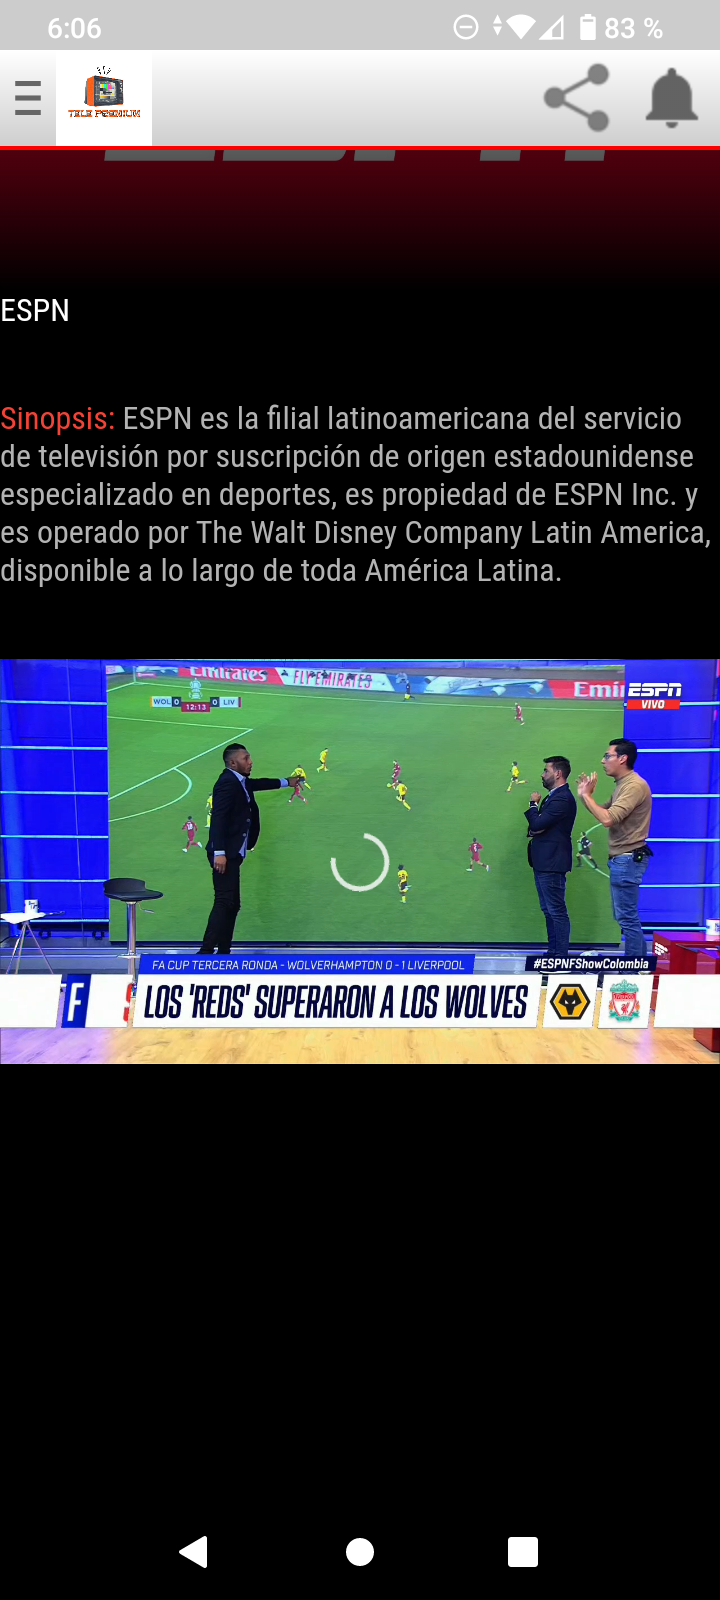 6:06
83 %
TELE PREMIUM
ESPN
Sinopsis: ESPN es la filial latinoamericana del servicio
de televisión por suscripción de origen estadounidense
especializado en deportes, es propiedad de ESPN Inc. y
es operado por The Walt Disney Company Latin America,
disponible a lo largo de toda América Latina.
Emirates FLY EMIRATES
ESPN
VIVO
WOL 0 0 LIV
12:13
FA CUP TERCERA RONDA - WOLVERHAMPTON 0 - 1 LIVERPOOL
#ESPNFShowColombia
F
LOS 'REDS' SUPERARON A LOS WOLVES